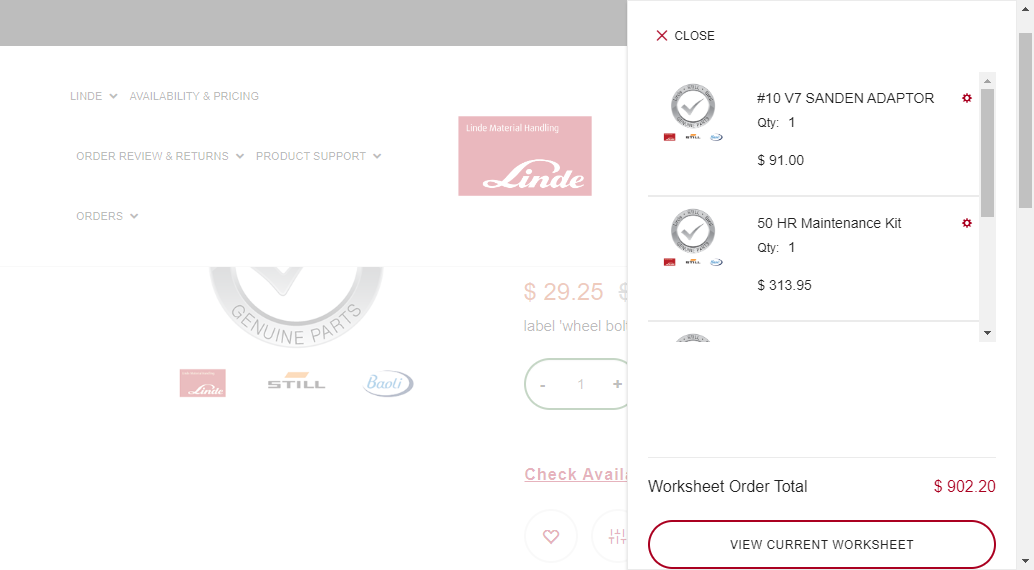 CLOSE
LINDE
AVAILABILITY & PRICING
ORDER REVIEW & RETURNS
PRODUCT SUPPORT
ORDERS
Linde Material Handling
Linde
GENUINE PARTS
Linde
STILL
Baoli
$ 29.25
label 'wheel bol
- 1 +
Check Avail
#10 V7 SANDEN ADAPTOR
Qty: 1
$ 91.00
50 HR Maintenance Kit
Qty: 1
$ 313.95
Worksheet Order Total
$ 902.20
VIEW CURRENT WORKSHEET